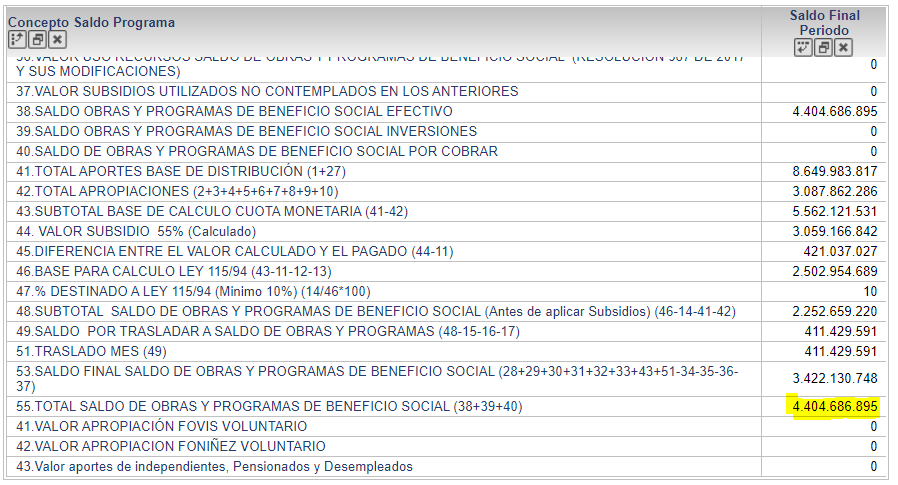 Concepto Saldo Programa
Saldo Final
Periodo
36.VALOR USO RECURSOS SALDO DE OBRAS Y PROGRAMAS DE BENEFICIO SOCIAL (RESOLUCIÓN 967 DE 2017
Y SUS MODIFICACIONES) 0
37.VALOR SUBSIDIOS UTILIZADOS NO CONTEMPLADOS EN LOS ANTERIORES 0
38.SALDO OBRAS Y PROGRAMAS DE BENEFICIO SOCIAL EFECTIVO 4.404.686.895
39.SALDO OBRAS Y PROGRAMAS DE BENEFICIO SOCIAL INVERSIONES 0
40.SALDO DE OBRAS Y PROGRAMAS DE BENEFICIO SOCIAL POR COBRAR 0
41.TOTAL APORTES BASE DE DISTRIBUCIÓN (1+27) 8.649.983.817
42.TOTAL APROPIACIONES (2+3+4+5+6+7+8+9+10) 3.087.862.286
43.SUBTOTAL BASE DE CALCULO CUOTA MONETARIA (41-42) 5.562.121.531
44. VALOR SUBSIDIO 55% (Calculado) 3.059.166.842
45.DIFERENCIA ENTRE EL VALOR CALCULADO Y EL PAGADO (44-11) 421.037.027
46.BASE PARA CALCULO LEY 115/94 (43-11-12-13) 2.502.954.689
47.% DESTINADO A LEY 115/94 (Minimo 10%) (14/46*100) 10
48.SUBTOTAL SALDO DE OBRAS Y PROGRAMAS DE BENEFICIO SOCIAL (Antes de aplicar Subsidios) (46-14-41-42) 2.252.659.220
49.SALDO POR TRASLADAR A SALDO DE OBRAS Y PROGRAMAS (48-15-16-17) 411.429.591
51.TRASLADO MES (49) 411.429.591
53.SALDO FINAL SALDO DE OBRAS Y PROGRAMAS DE BENEFICIO SOCIAL (28+29+30+31+32+33+43+51-34-35-36-
37) 3.422.130.748
55.TOTAL SALDO DE OBRAS Y PROGRAMAS DE BENEFICIO SOCIAL (38+39+40) 4.404.686.895
41.VALOR APROPIACIÓN FOVIS VOLUNTARIO 0
42.VALOR APROPIACION FONIÑEZ VOLUNTARIO 0
43.Valor aportes de independientes, Pensionados y Desempleados 0